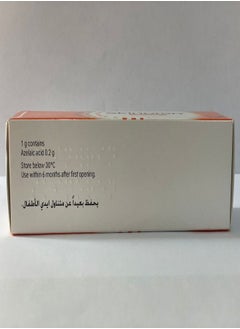 1 g contains
Azelaic acid 0.2 g
Store below 30°C
Use within 6 months after first opening.
يحفظ بعيداً عن متناول ايدي الأطفال.